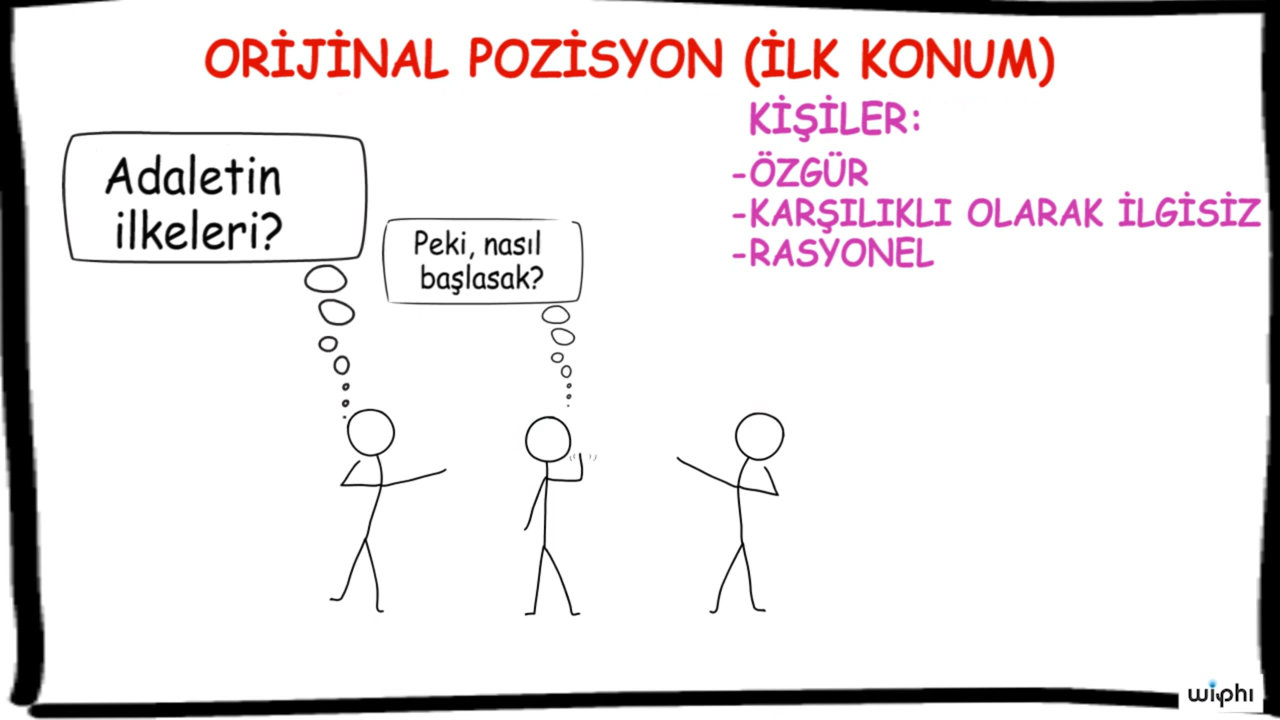 ORİJİNAL POZİSYON (İLK KONUM)
KİŞİLER:
-ÖZGÜR
-KARŞILIKLI OLARAK İLGİSİZ
-RASYONEL
Adaletin
ilkeleri?
Peki, nasıl
başlasak?
wiphi